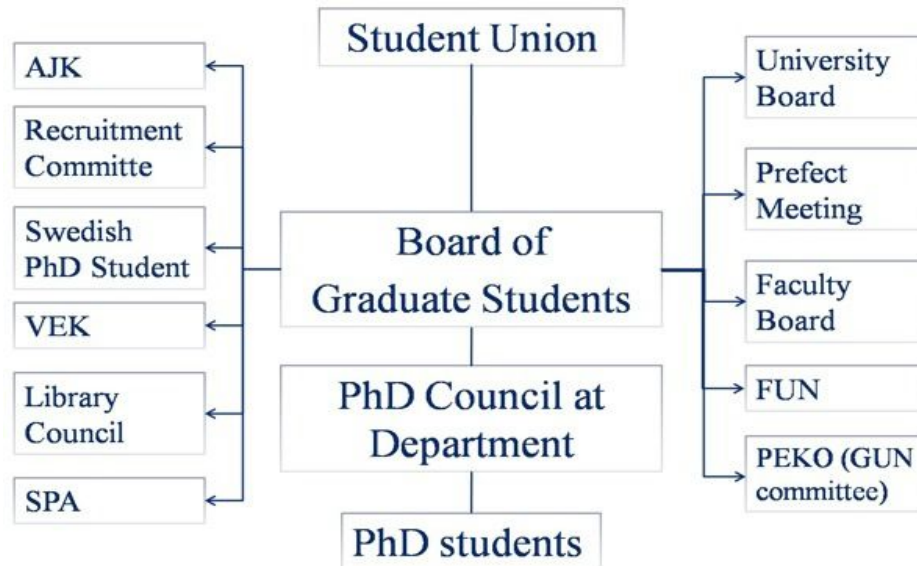 Student Union
AJK
Recruitment
Committe
Swedish
PhD Student
VEK
Library
Council
SPA
Board of
Graduate Students
PhD Council at
Department
PhD students
University
Board
Prefect
Meeting
Faculty
Board
FUN
PEKO (GUN
committee)